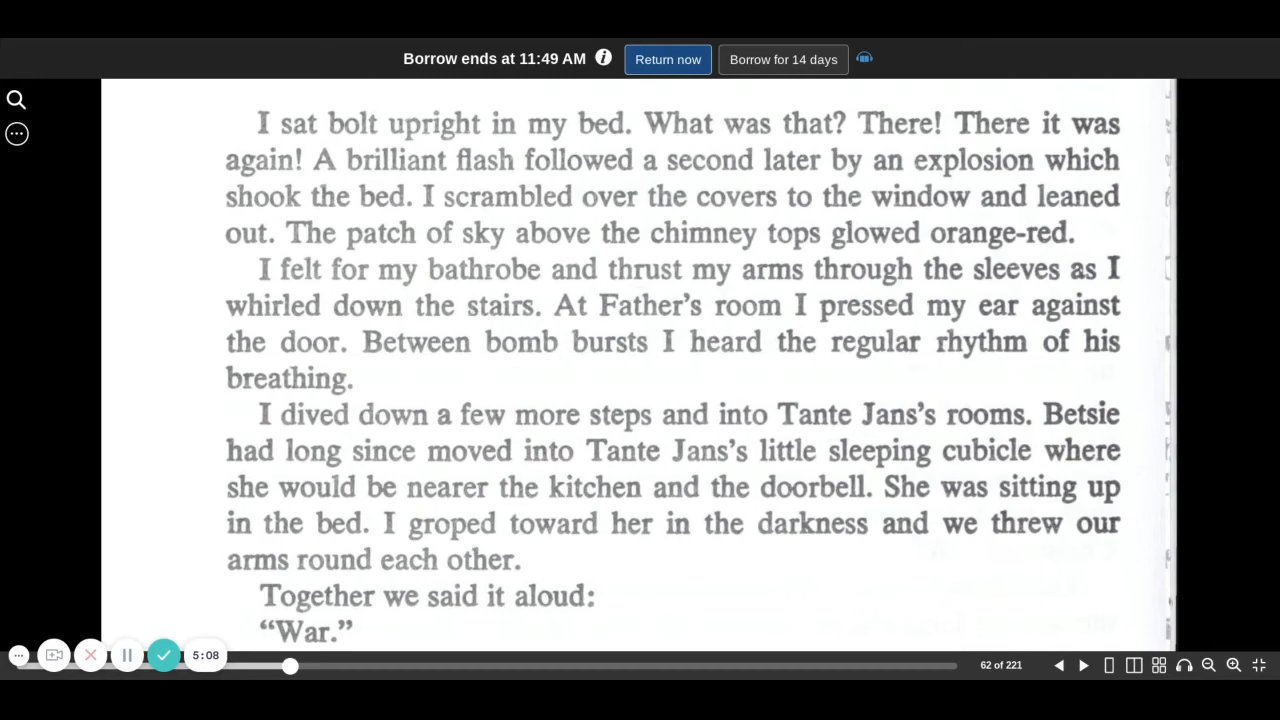 Borrow ends at 11:49 AM Return now Borrow for 14 days
I sat bolt upright in my bed. What was that? There! There it was
again! A brilliant flash followed a second later by an explosion which
shook the bed. I scrambled over the covers to the window and leaned
out. The patch of sky above the chimney tops glowed orange-red.
I felt for my bathrobe and thrust my arms through the sleeves as I
whirled down the stairs. At Father's room I pressed my ear against
the door. Between bomb bursts I heard the regular rhythm of his
breathing.
I dived down a few more steps and into Tante Jans's rooms. Betsie
had long since moved into Tante Jans's little sleeping cubicle where
she would be nearer the kitchen and the doorbell. She was sitting up
in the bed. I groped toward her in the darkness and we threw our
arms round each other.
Together we said it aloud:
“War.”
5:08
62 of 221